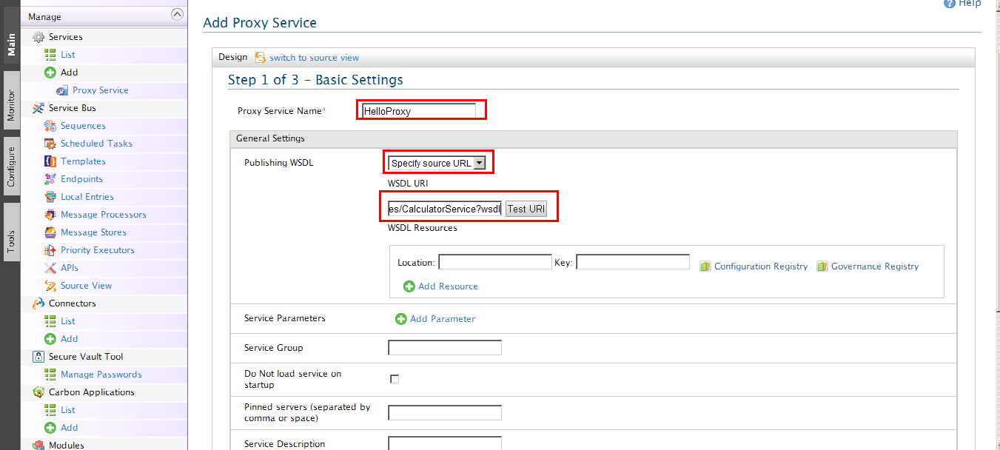 Help
Main
Monitor
Configure
Tools
Manage
Services
List
Add
Proxy Service
Service Bus
Sequences
Scheduled Tasks
Templates
Endpoints
Local Entries
Message Processors
Message Stores
Priority Executors
APIs
Source View
Connectors
List
Add
Secure Vault Tool
Manage Passwords
Carbon Applications
List
Add
Modules
Add Proxy Service
Design switch to source view
Step 1 of 3 - Basic Settings
Proxy Service Name* HelloProxy
General Settings
Publishing WSDL Specify source URL
WSDL URI
es/CalculatorService?wsdl Test URI
WSDL Resources
Location: Key: Configuration Registry Governance Registry
Add Resource
Service Parameters Add Parameter
Service Group
Do Not load service on
startup
Pinned servers (separated by
comma or space)
Service Description